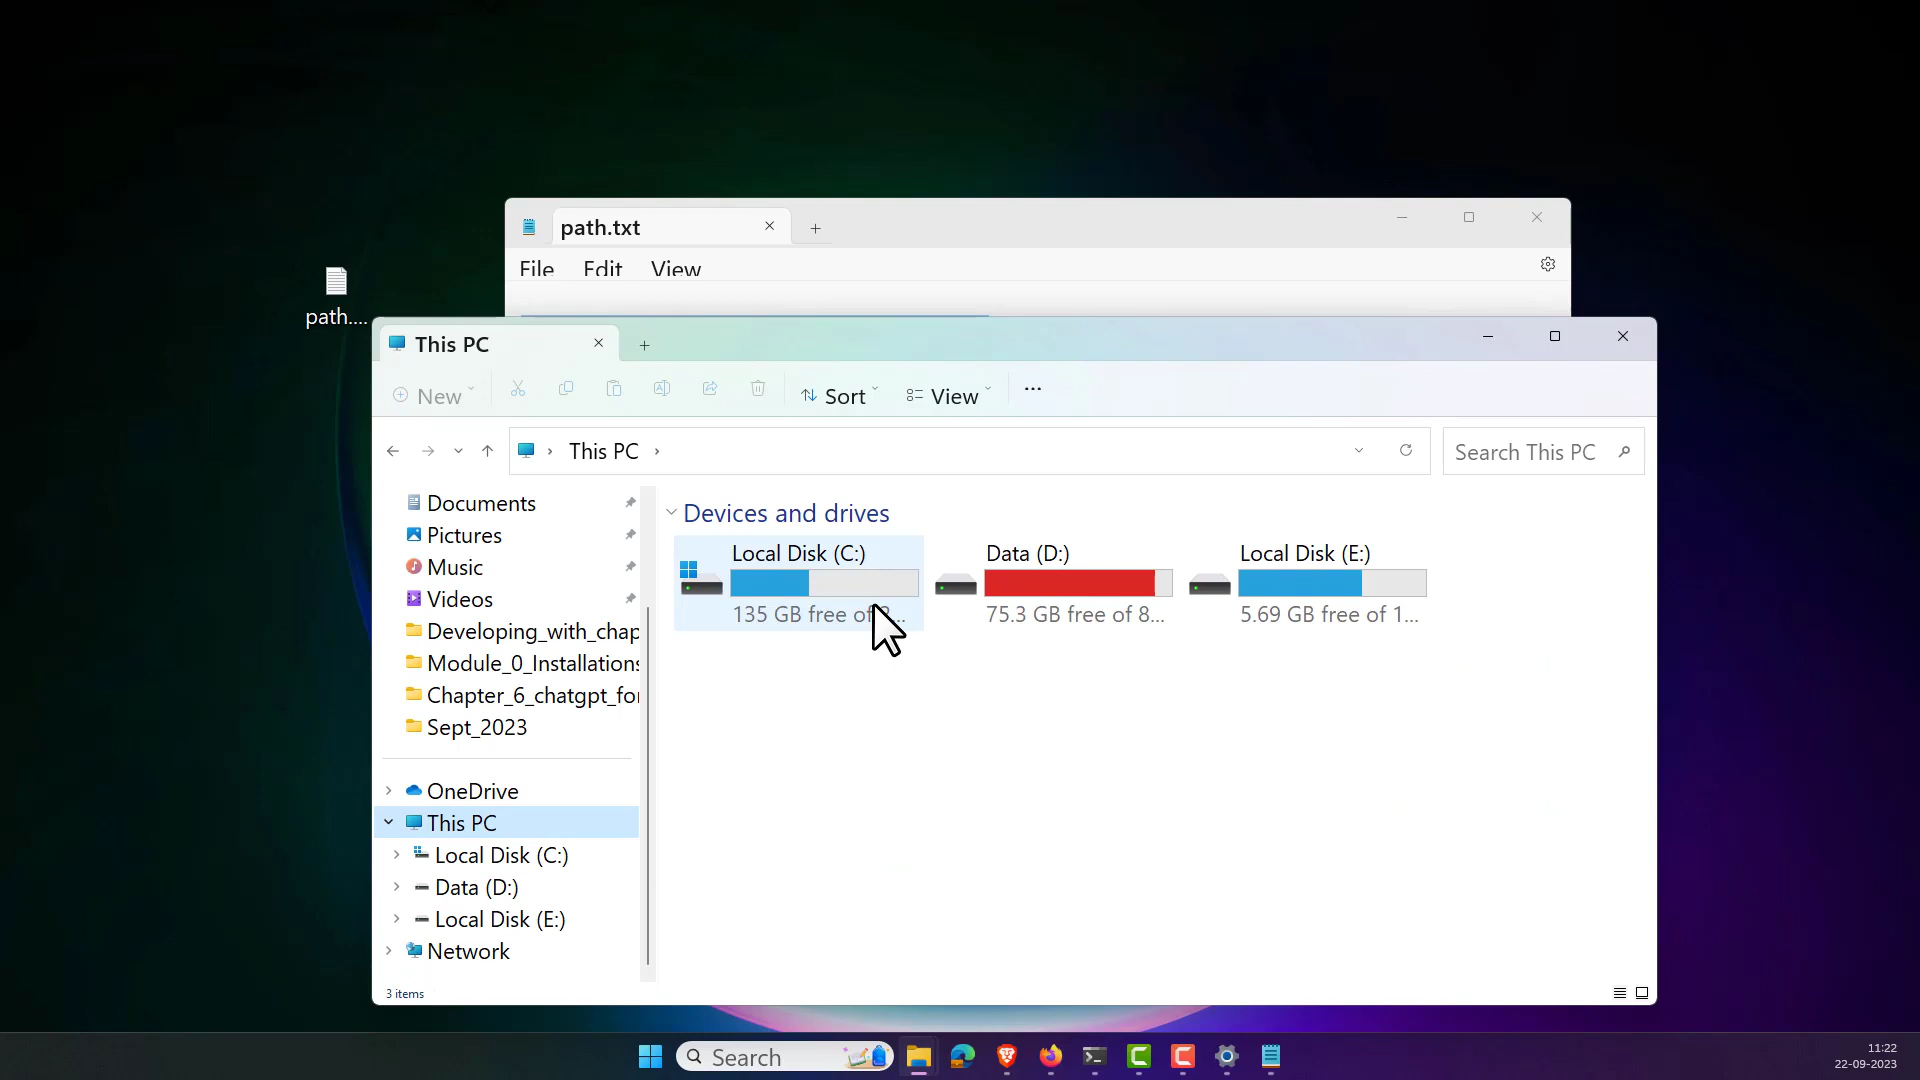 path.txt
File Edit View
path....
This PC
New Sort View ...
This PC Search This PC
Documents
Pictures
Music
Videos
Developing_with_chap
Module_0_Installations
Chapter_6_chatgpt_for
Sept_2023
OneDrive
This PC
Local Disk (C:)
Data (D:)
Local Disk (E:)
Network
3 items
Devices and drives
Local Disk (C:) Data (D:) Local Disk (E:)
135 GB free of 75.3 GB free of 8... 5.69 GB free of 1...
Search
11:22
22-09-2023